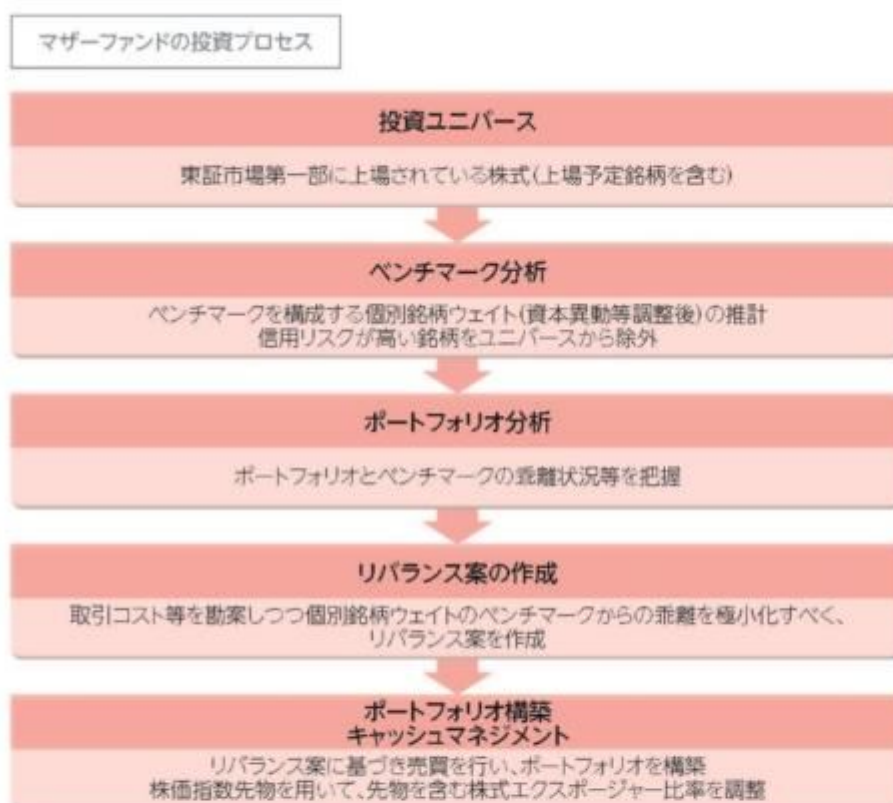 マザーファンドの投資プロセス
投資ユニバース
東証市場第一部に上場されている株式(上場予定銘柄を含む)
ベンチマーク分析
ベンチマークを構成する個別銘柄ウェイト(資本異動等調整後)の推計
信用リスクが高い銘柄をユニバースから除外
ポートフォリオ分析
ポートフォリオとベンチマークの乖離状況等を把握
リバランス案の作成
取引コスト等を勘案しつつ個別銘柄ウェイトのベンチマークからの乖離を極小化すべく、
リバランス案を作成
ポートフォリオ構築
キャッシュマネジメント
リバランス案に基づき売買を行い、ポートフォリオを構築
株価指数先物を用いて、先物を含む株式エクスポージャー比率を調整